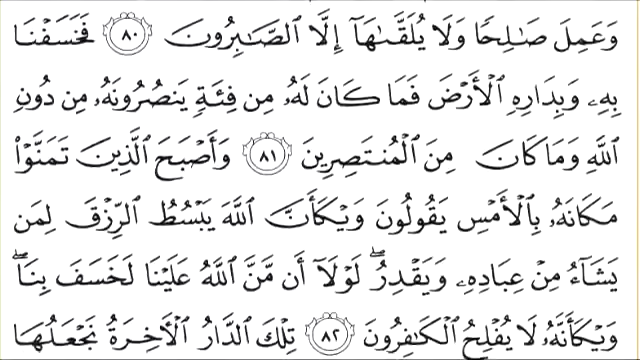 وَعَمِلَ صَٰلِحًا وَلَا يُلَقَّىٰهَآ إِلَّا ٱلصَّٰبِرُونَ ٨٠ فَخَسَفْنَا
بِهِۦ وَبِدَارِهِ ٱلْأَرْضَ فَمَا كَانَ لَهُۥ مِن فِئَةٍ يَنصُرُونَهُۥ مِن دُونِ
ٱللَّهِ وَمَا كَانَ مِنَ ٱلْمُنتَصِرِينَ ٨١ وَأَصْبَحَ ٱلَّذِينَ تَمَنَّوْا۟
مَكَانَهُۥ بِٱلْأَمْسِ يَقُولُونَ وَيْكَأَنَّ ٱللَّهَ يَبْسُطُ ٱلرِّزْقَ لِمَن
يَشَآءُ مِنْ عِبَادِهِۦ وَيَقْدِرُ ۖ لَوْلَآ أَن مَّنَّ ٱللَّهُ عَلَيْنَا لَخَسَفَ بِنَا ۖ
وَيْكَأَنَّهُۥ لَا يُفْلِحُ ٱلْكَٰفِرُونَ ٨٢ تِلْكَ ٱلدَّارُ ٱلْءَاخِرَةُ نَجْعَلُهَا